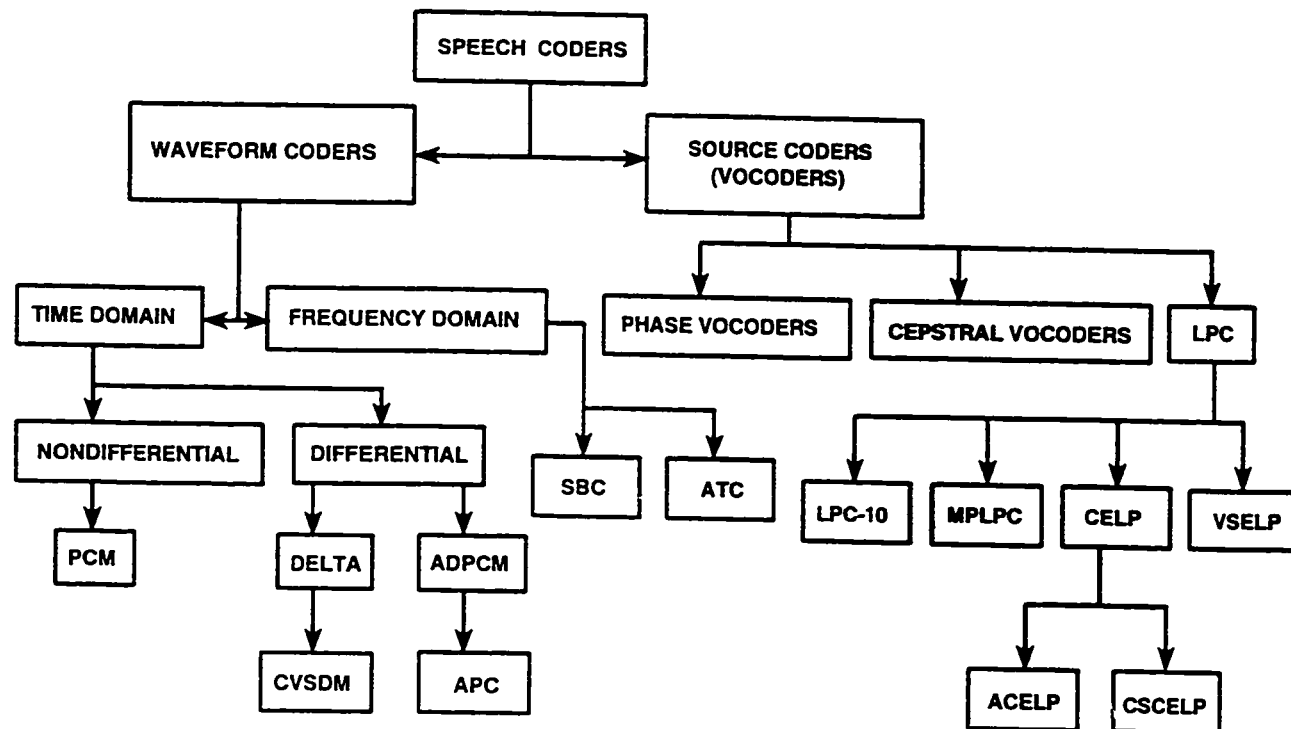 SPEECH CODERS
WAVEFORM CODERS
SOURCE CODERS
(VOCODERS)
TIME DOMAIN
FREQUENCY DOMAIN
PHASE VOCODERS
CEPSTRAL VOCODERS
LPC
NONDIFFERENTIAL
DIFFERENTIAL
SBC
ATC
LPC-10
MPLPC
CELP
VSELP
PCM
DELTA
ADPCM
CVSDM
APC
ACELP
CSCELP